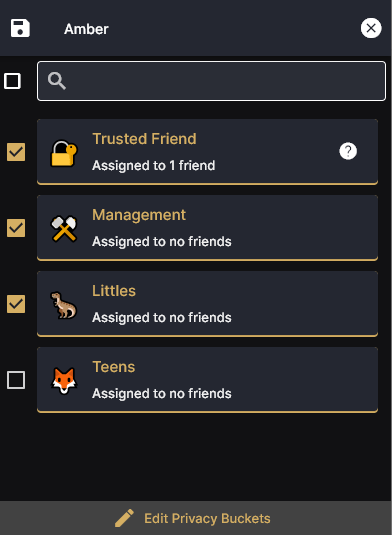 Amber
Trusted Friend
Assigned to 1 friend
Management
Assigned to no friends
Littles
Assigned to no friends
Teens
Assigned to no friends
Edit Privacy Buckets